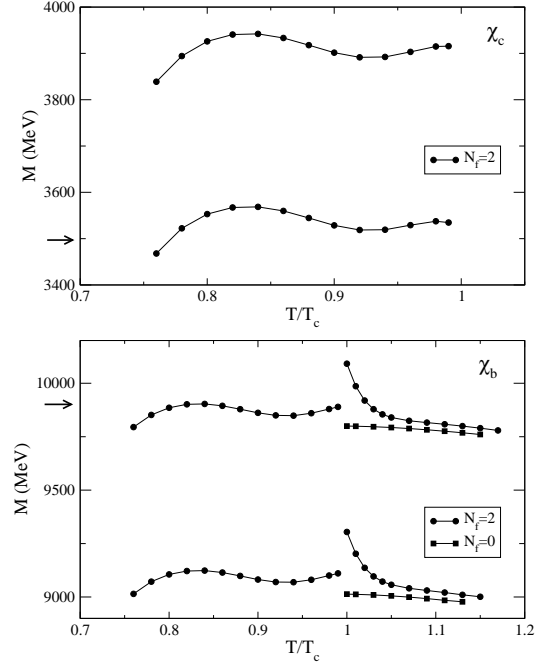 4000
χc
3800
M (MeV)
Nf=2
3600
3400
0.7 0.8 0.9 1
T/Tc
χb
10000
M (MeV)
9500
Nf=2
Nf=0
9000
0.7 0.8 0.9 1 1.1 1.2
T/Tc